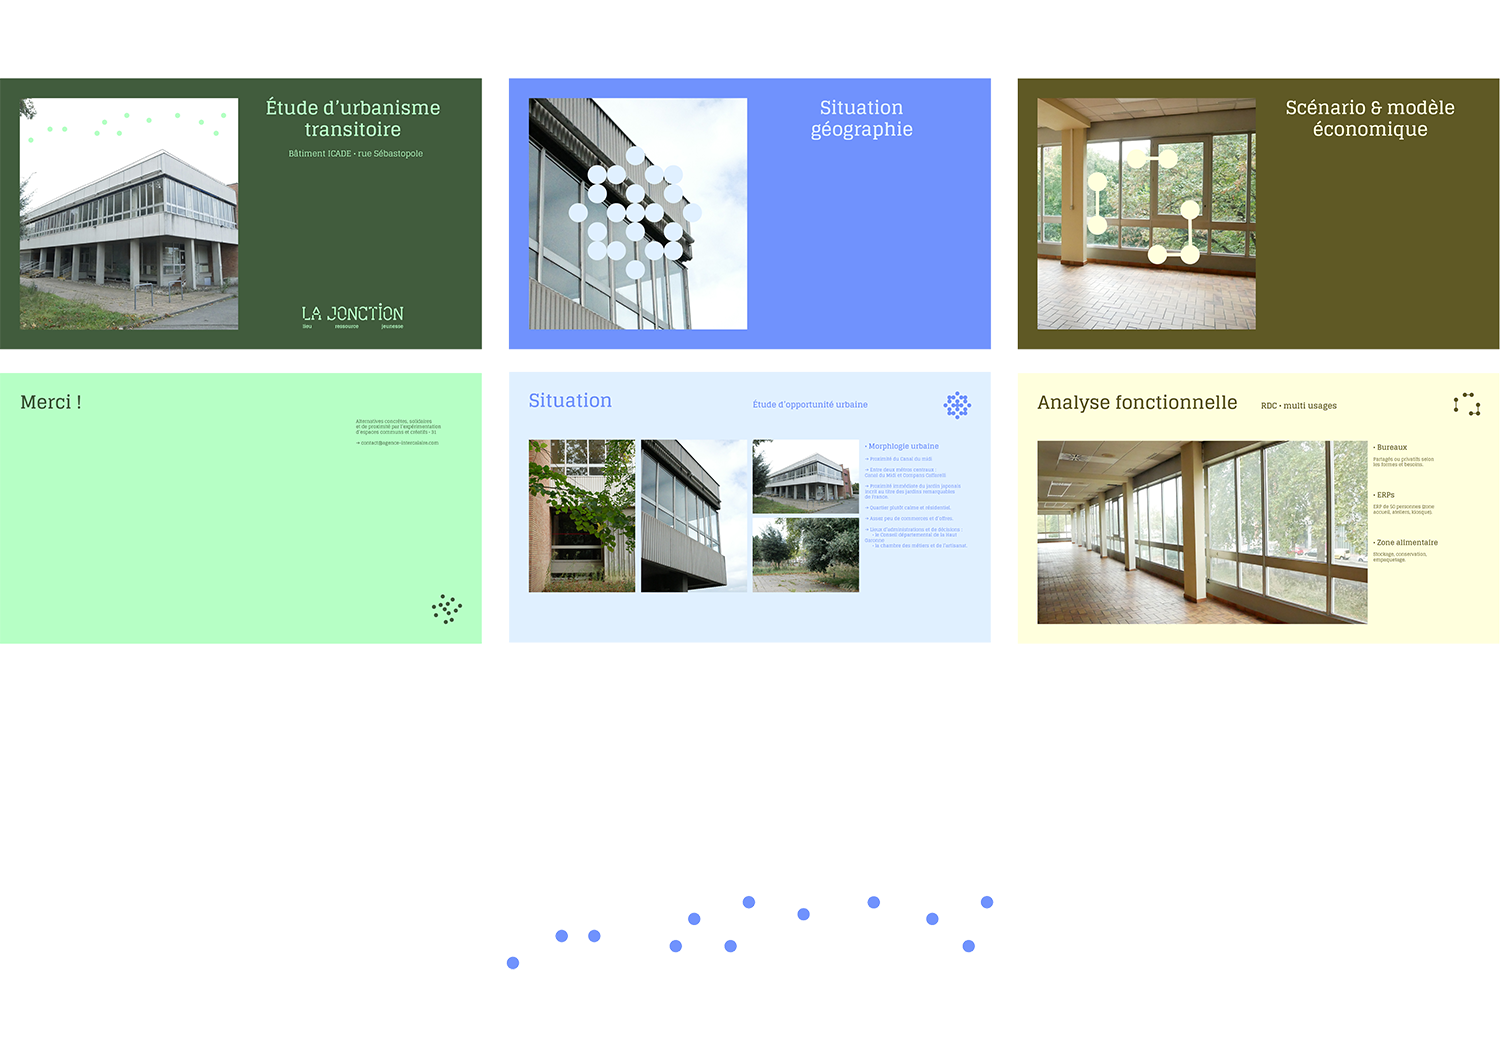 Étude d’urbanisme
transitoire
Bâtiment ICADE • rue Sébastopole
LA JONCTION
lieu ressource jeunesse
Situation
géographie
Scénario & modèle
économique
Merci !
Alternatives concrètes, solidaires
et de proximité par l'expérimentation
d'espaces communs et créatifs - 31
→ contact@agence-intercalaire.com
Situation
Étude d’opportunité urbaine
• Morphlogie urbaine
→ Proximité du Canal du midi
→ Entre deux métros centraux :
Canal du Midi et Compans Caffarelli
→ Proximité immédiate du jardin japonais
inscrit au titre des jardins remarquables
de France.
→ Quartier plutôt calme et résidentiel.
→ Assez peu de commerces et d'offres.
→ Lieux d'administrations et de décisions :
- le Conseil départemental de la Haut
Garonne
- la chambre des métiers et de l'artisanat.
Analyse fonctionnelle
RDC • multi usages
• Bureaux
Partagés ou privatifs selon
les formes et besoins.
• ERPs
ERP de 50 personnes (zone
accueil, ateliers, kiosque)
• Zone alimentaire
Stockage, conservation,
empaquetage.